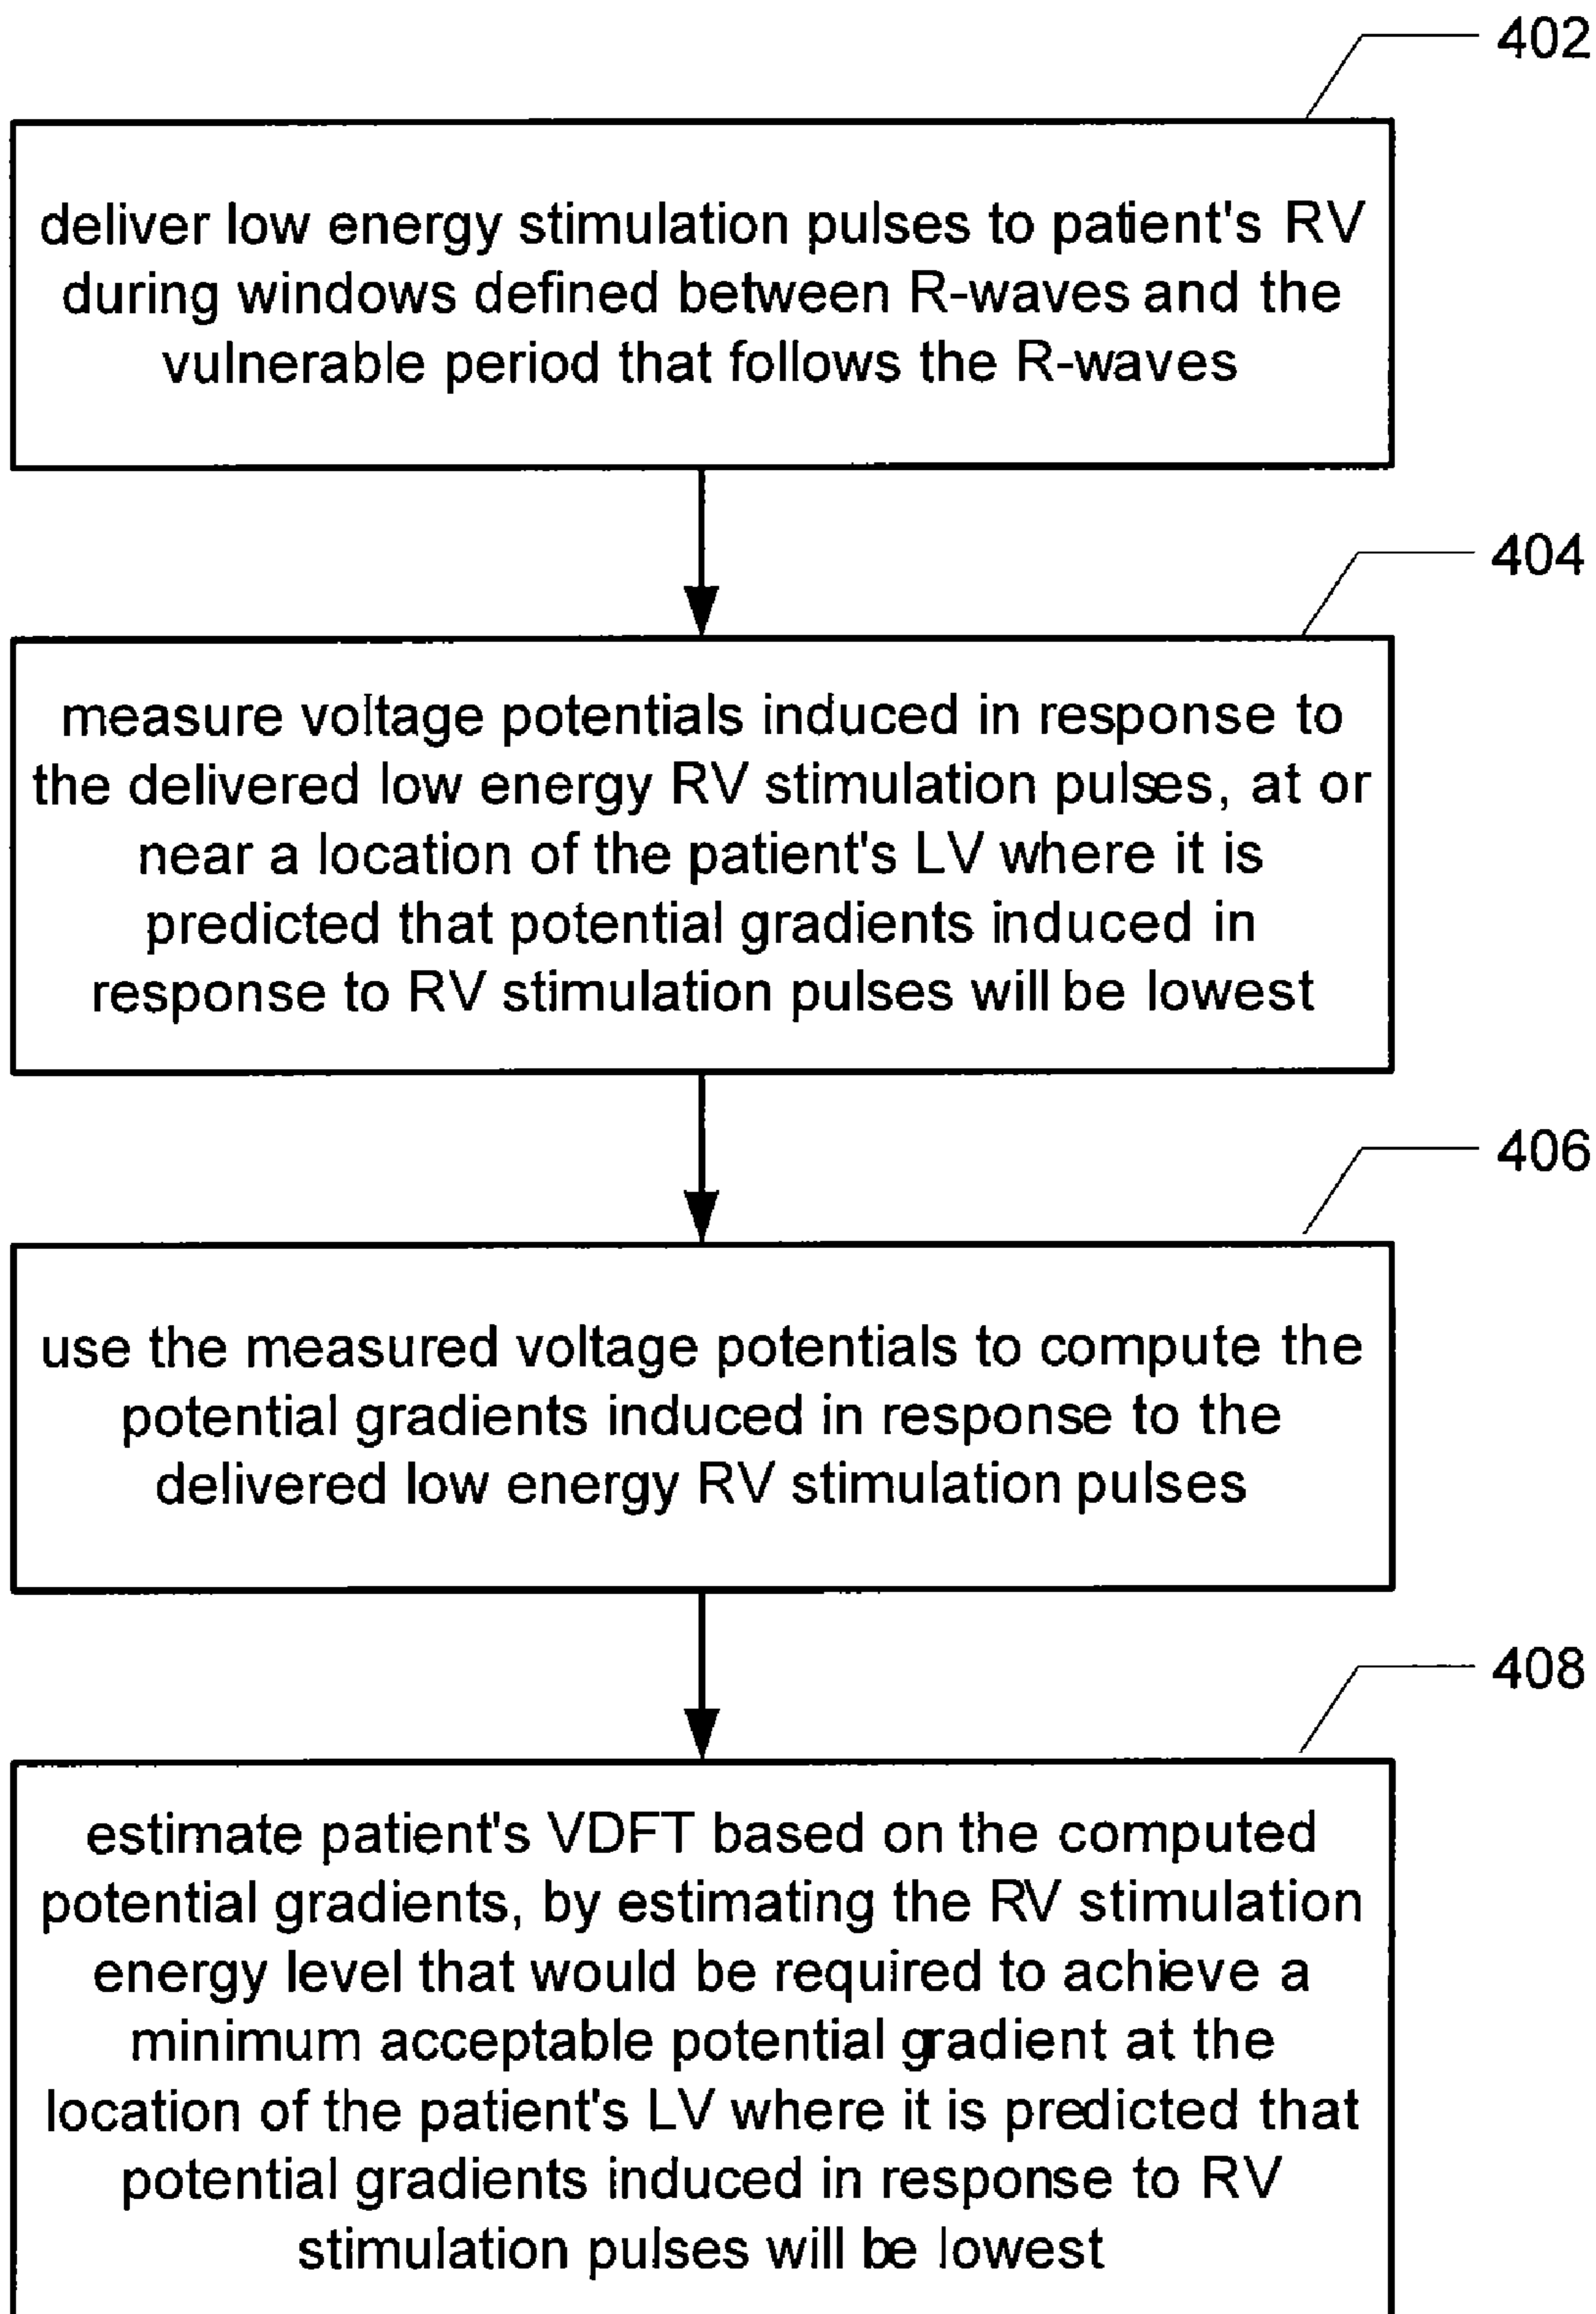 402
deliver low energy stimulation pulses to patient's RV
during windows defined between R-waves and the
vulnerable period that follows the R-waves
404
measure voltage potentials induced in response to
the delivered low energy RV stimulation pulses, at or
near a location of the patient's LV where it is
predicted that potential gradients induced in
response to RV stimulation pulses will be lowest
406
use the measured voltage potentials to compute the
potential gradients induced in response to the
delivered low energy RV stimulation pulses
408
estimate patient's VDFT based on the computed
potential gradients, by estimating the RV stimulation
energy level that would be required to achieve a
minimum acceptable potential gradient at the
location of the patient's LV where it is predicted that
potential gradients induced in response to RV
stimulation pulses will be lowest